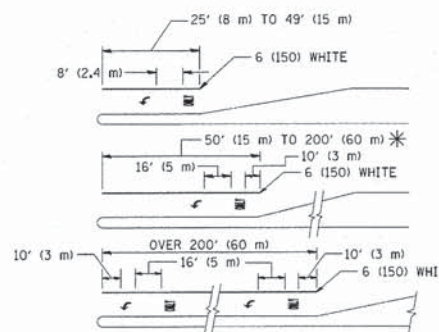 25' (8 m) TO 49' (15 m)
8' (2.4 m)
6 (150) WHITE
50' (15 m) TO 200' (60 m) *
16' (5 m)
10' (3 m)
6 (150) WHITE
OVER 200' (60 m)
10' (3 m)
16' (5 m)
10' (3 m)
6 (150) WHI